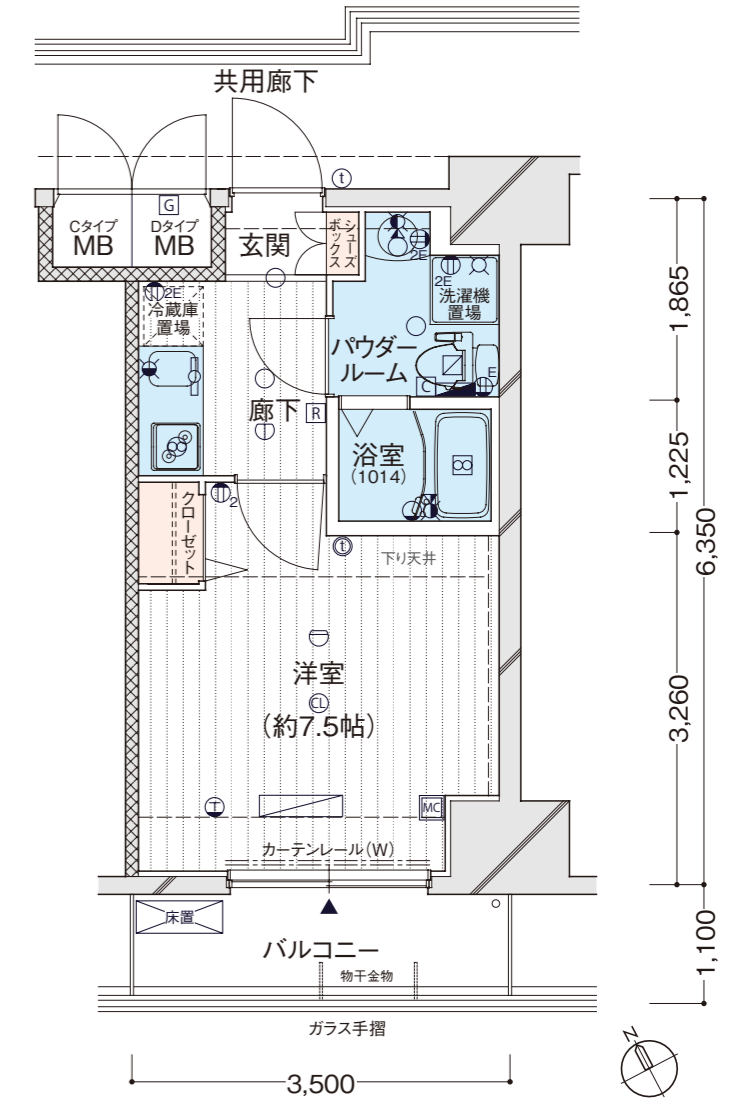 共用廊下
t
G
Cタイプ
MB
Dタイプ
MB
玄関
シューズ
ボックス
2E
2E
洗濯機
置場
2E
冷蔵庫
置場
パウダー
ルーム
E
C
廊下
R
浴室
(1014)
クローゼット
2
t
下り天井
洋室
CL
(約7.5帖)
T
MC
カーテンレール(W)
床置
バルコニー
物干金物
ガラス手摺
1,865
1,225
6,350
3,260
1,100
3,500
N